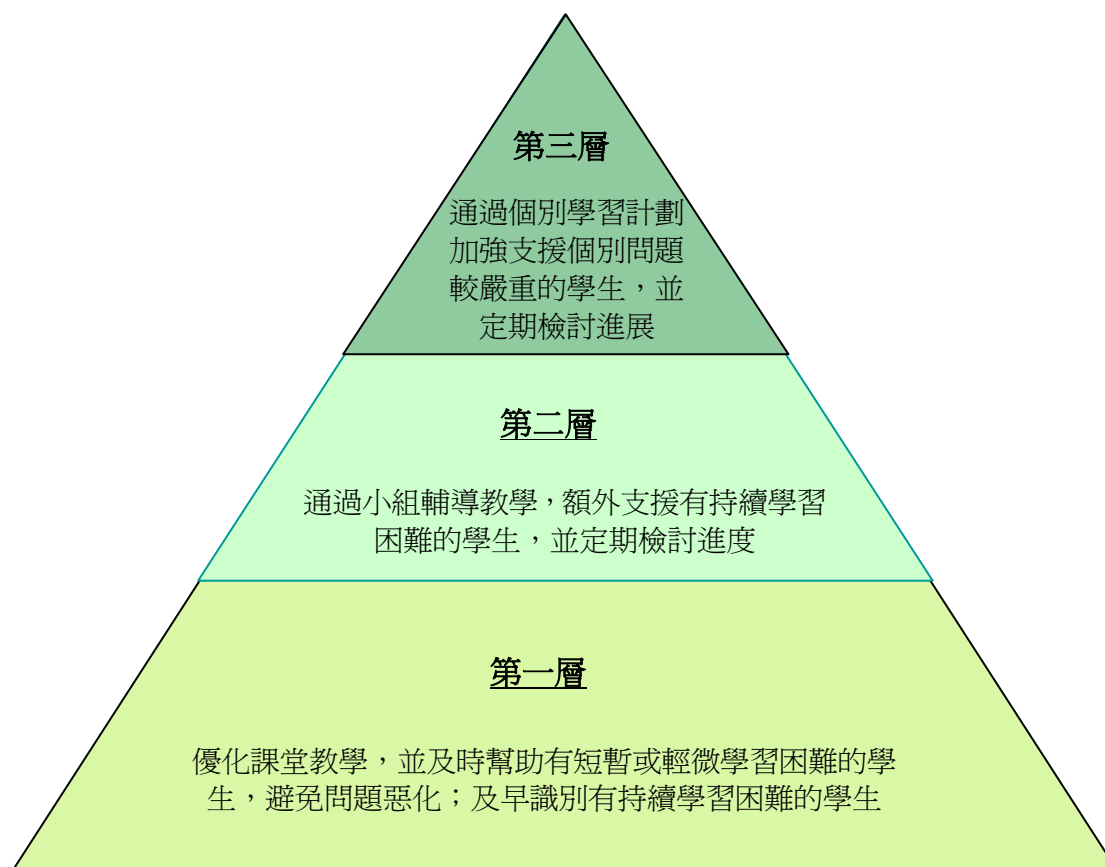 第三層
通過個別學習計劃
加強支援個別問題
較嚴重的學生，並
定期檢討進展
第二層
通過小組輔導教學，額外支援有持續學習
困難的學生，並定期檢討進度
第一層
優化課堂教學，並及時幫助有短暫或輕微學習困難的學
生，避免問題惡化；及早識別有持續學習困難的學生